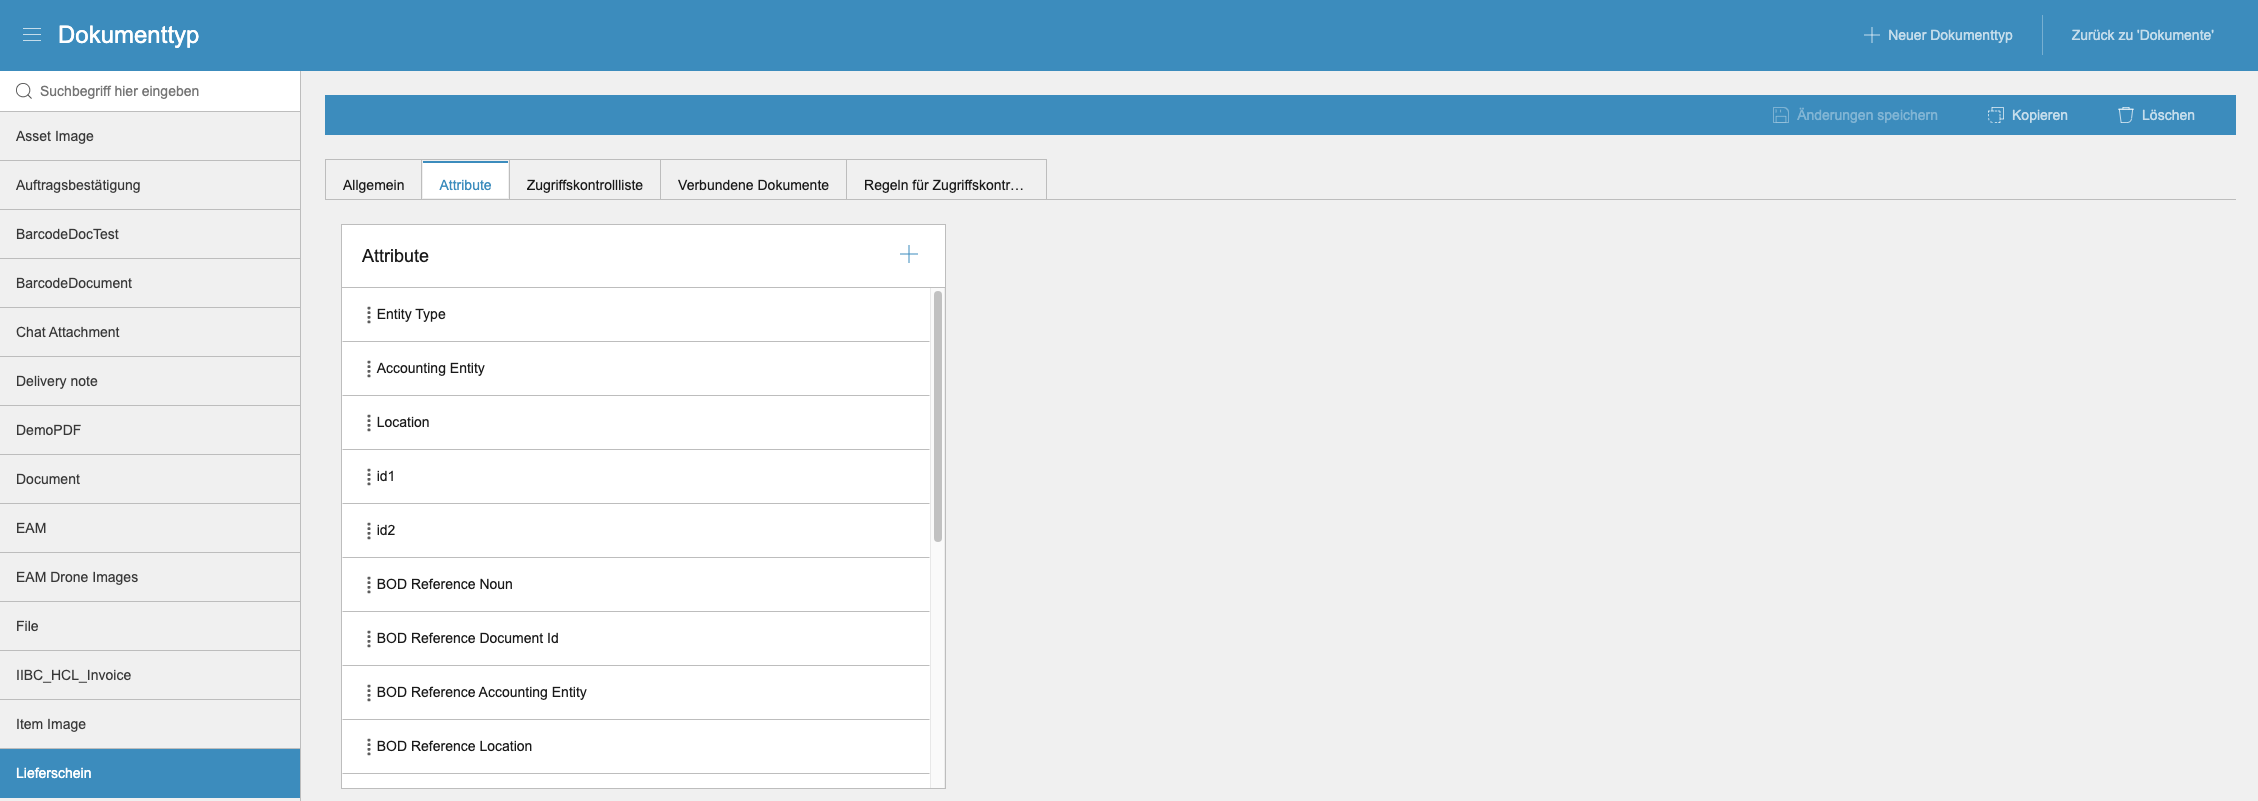 Dokumenttyp
Neuer Dokumenttyp
Zurück zu 'Dokumente'
Suchbegriff hier eingeben
Asset Image
Auftragsbestätigung
BarcodeDocTest
BarcodeDocument
Chat Attachment
Delivery note
DemoPDF
Document
EAM
EAM Drone Images
File
IIBC_HCL_Invoice
Item Image
Lieferschein
Änderungen speichern
Kopieren
Löschen
Allgemein
Attribute
Zugriffskontrollliste
Verbundene Dokumente
Regeln für Zugriffskontr...
Attribute
Entity Type
Accounting Entity
Location
id1
id2
BOD Reference Noun
BOD Reference Document Id
BOD Reference Accounting Entity
BOD Reference Location